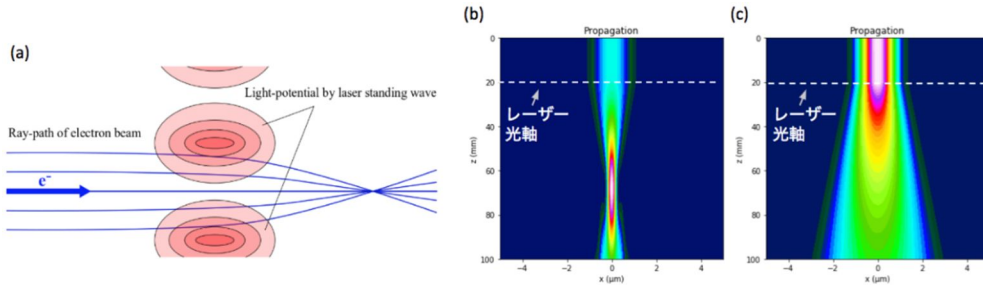 (a)
Light-potential by laser standing wave
Ray-path of electron beam
e⁻
(b)
Propagation
0
20
40
60
80
100
z (mm)
レーザー
光軸
-4
-2
0
2
4
x (μm)
(c)
Propagation
0
20
40
60
80
100
z (mm)
レーザー
光軸
-4
-2
0
2
4
x (μm)